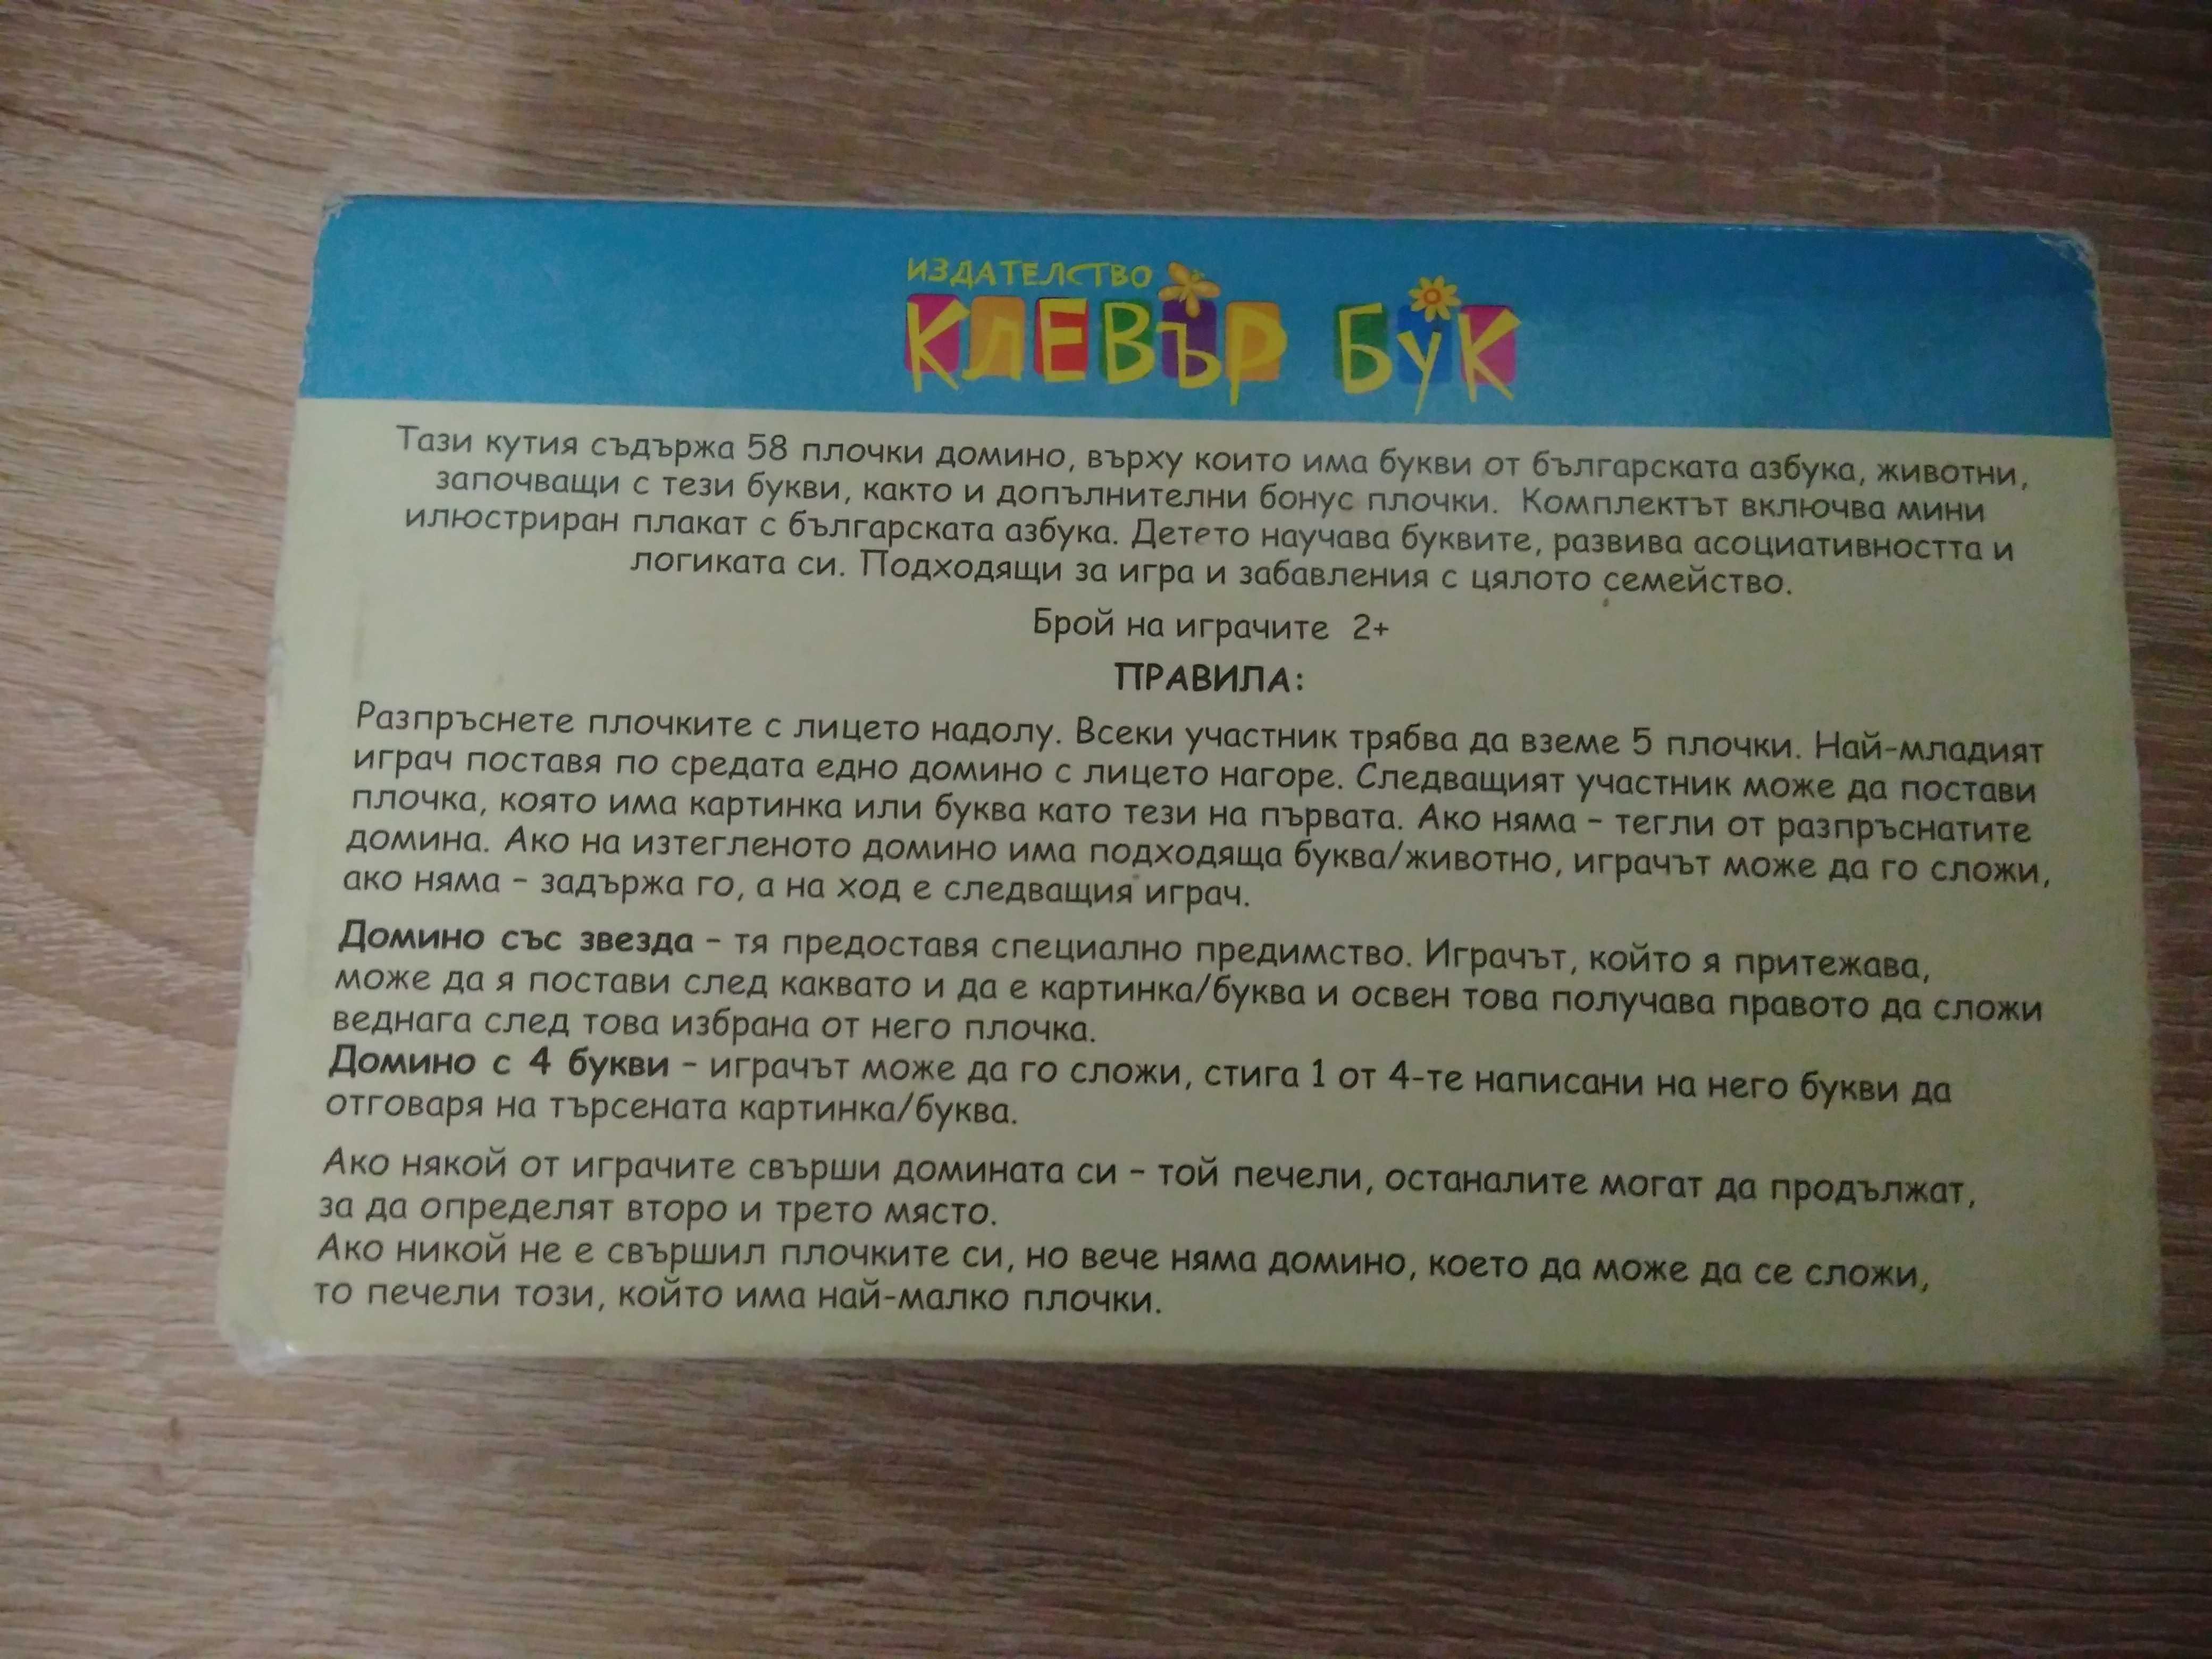 ИЗДАТЕЛСТВО
КЛЕВЪР БУК
Тази кутия съдържа 58 плочки домино, върху които има букви от българската азбука, животни,
започващи с тези букви, както и допълнителни бонус плочки. Комплектът включва мини
илюстриран плакат с българската азбука. Детето научава буквите, развива асоциативността и
логиката си. Подходящи за игра и забавления с цялото семейство.
Брой на играчите 2+
ПРАВИЛА:
Разпръснете плочките с лицето надолу. Всеки участник трябва да вземе 5 плочки. Най-младият
играч поставя по средата едно домино с лицето нагоре. Следващият участник може да постави
плочка, която има картинка или буква като тези на първата. Ако няма – тегли от разпръснатите
домина. Ако на изтегленото домино има подходяща буква/животно, играчът може да го сложи,
ако няма – задържа го, а на ход е следващия играч.
Домино със звезда – тя предоставя специално предимство. Играчът, който я притежава,
може да я постави след каквато и да е картинка/буква и освен това получава правото да сложи
веднага след това избрана от него плочка.
Домино с 4 букви – играчът може да го сложи, стига 1 от 4-те написани на него букви да
отговаря на търсената картинка/буква.
Ако някой от играчите свърши домината си – той печели, останалите могат да продължат,
за да определят второ и трето място.
Ако никой не е свършил плочките си, но вече няма домино, което да може да се сложи,
то печели този, който има най-малко плочки.